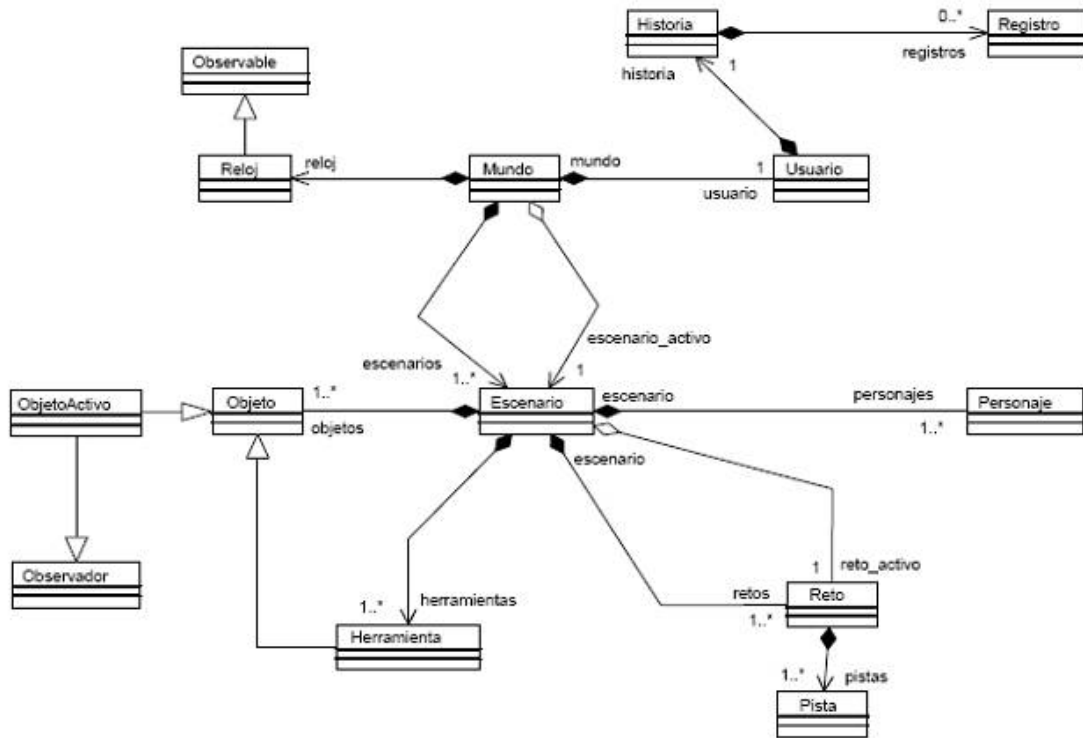 Historia
0..*
Registro
registros
historia
1
Observable
Reloj
reloj
Mundo
mundo
1
usuario
Usuario
escenarios
1..*
escenario_activo
1
ObjetoActivo
Objeto
1..*
objetos
Escenario
escenario
personajes
1..*
Personaje
escenario
Observador
1..*
herramientas
Herramienta
1
reto_activo
retos
1..*
Reto
1..*
pistas
Pista